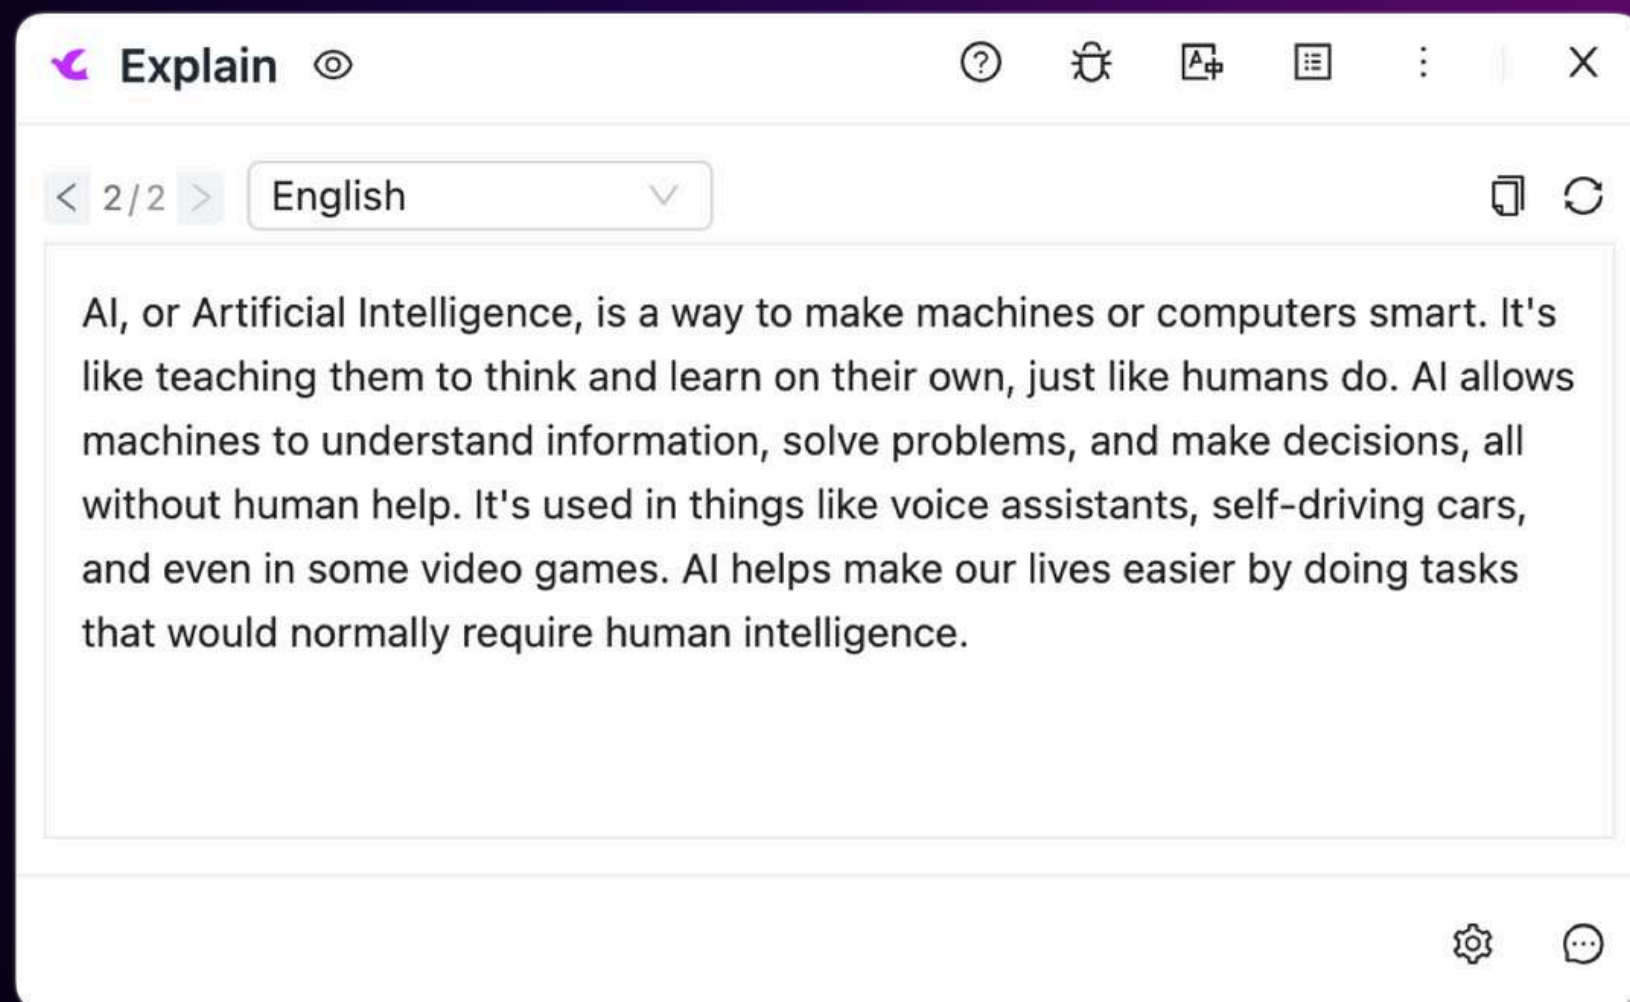 Explain
2/2
English
AI, or Artificial Intelligence, is a way to make machines or computers smart. It's
like teaching them to think and learn on their own, just like humans do. AI allows
machines to understand information, solve problems, and make decisions, all
without human help. It's used in things like voice assistants, self-driving cars,
and even in some video games. AI helps make our lives easier by doing tasks
that would normally require human intelligence.